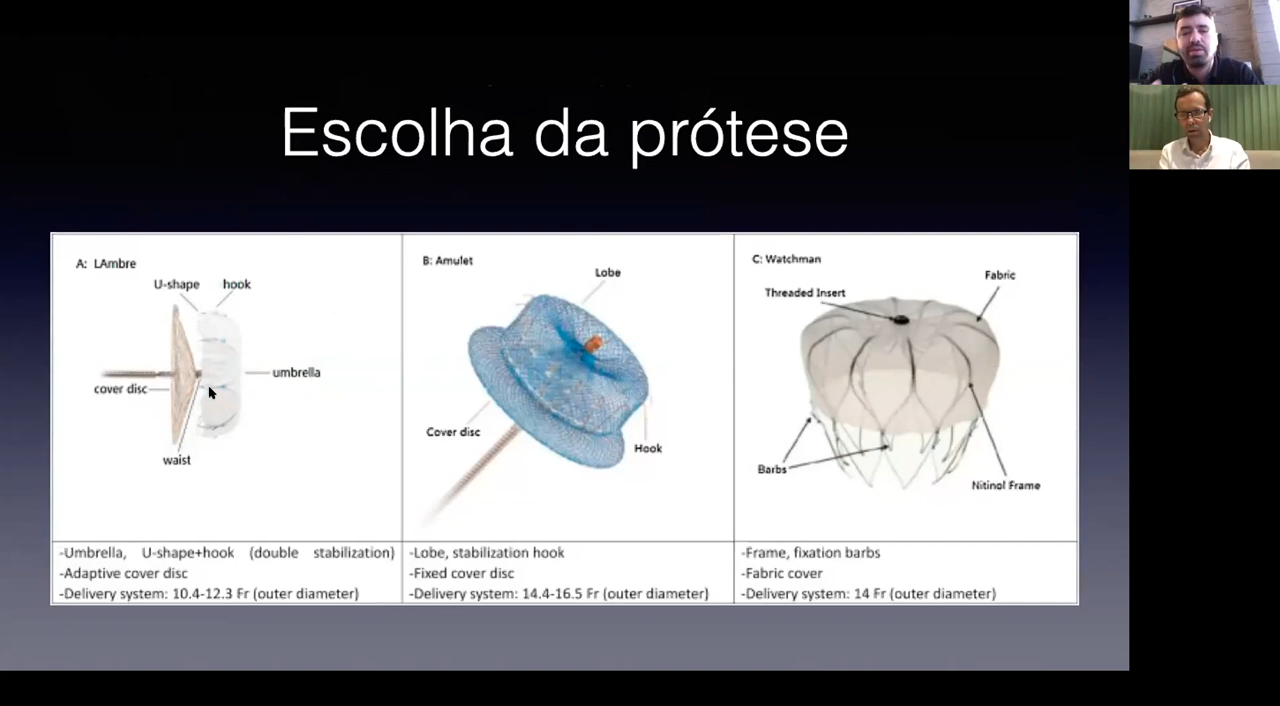 Escolha da prótese
A: LAmbre
U-shape
hook
umbrella
cover disc
waist
-Umbrella, U-shape+hook (double stabilization)
-Adaptive cover disc
-Delivery system: 10.4-12.3 Fr (outer diameter)
B: Amulet
Lobe
Cover disc
Hook
-Lobe, stabilization hook
-Fixed cover disc
-Delivery system: 14.4-16.5 Fr (outer diameter)
C: Watchman
Fabric
Threaded Insert
Barbs
Nitinol Frame
-Frame, fixation barbs
-Fabric cover
-Delivery system: 14 Fr (outer diameter)